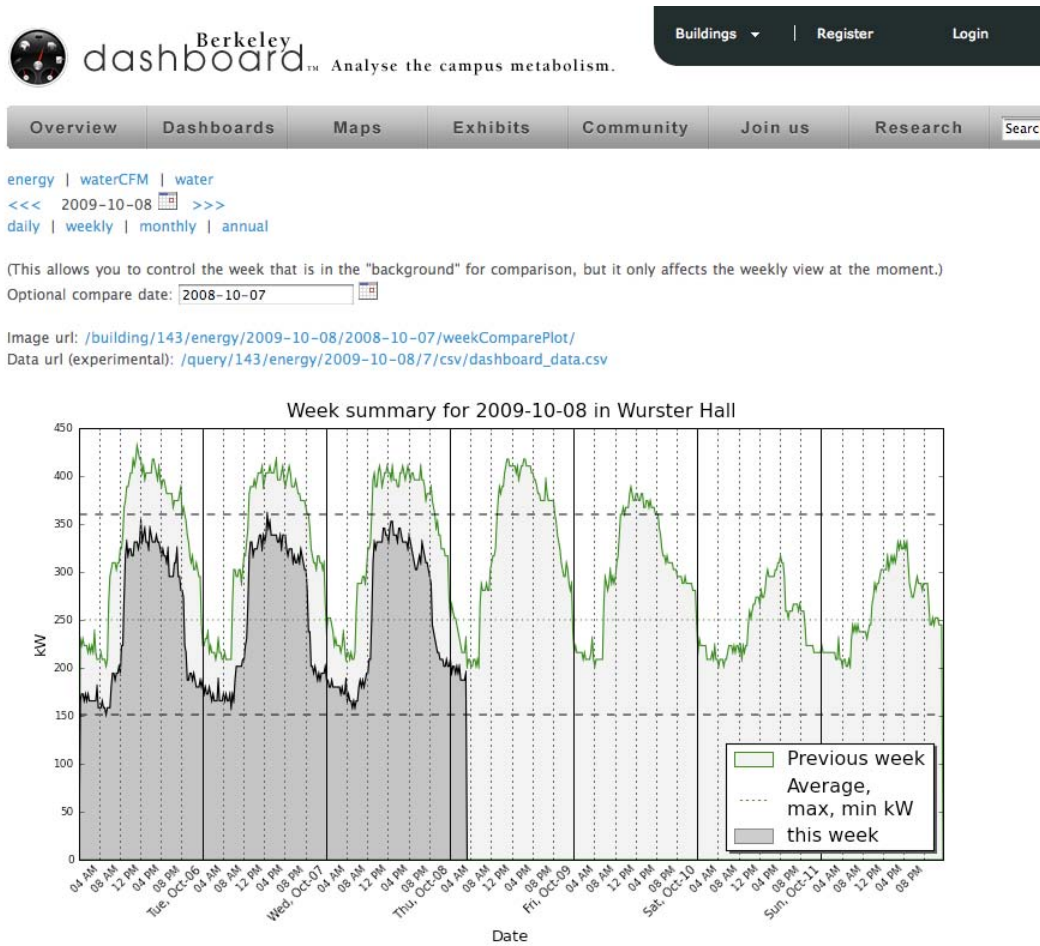 Berkeley
dashboard TM Analyse the campus metabolism.
Buildings | Register Login
Overview Dashboards Maps Exhibits Community Join us Research Searc
energy | waterCFM | water
<<< 2009-10-08 >>>
daily | weekly | monthly | annual
(This allows you to control the week that is in the "background" for comparison, but it only affects the weekly view at the moment.)
Optional compare date: 2008-10-07
Image url: /building/143/energy/2009-10-08/2008-10-07/weekComparePlot/
Data url (experimental): /query/143/energy/2009-10-08/7/csv/dashboard_data.csv
Week summary for 2009-10-08 in Wurster Hall
450
400
350
300
250
200
150
100
50
0
kW
Previous week
Average,
max, min kW
this week
04 AM 08 AM 12 PM 04 PM 08 PM Tue, Oct-06 04 AM 08 AM 12 PM 04 PM 08 PM Wed, Oct-07 04 AM 08 AM 12 PM 04 PM 08 PM Thu, Oct-08 04 AM 08 AM 12 PM 04 PM 08 PM Fri, Oct-09 04 AM 08 AM 12 PM 04 PM 08 PM Sat, Oct-10 04 AM 08 AM 12 PM 04 PM 08 PM Sun, Oct-11 04 AM 08 AM 12 PM 04 PM 08 PM
Date